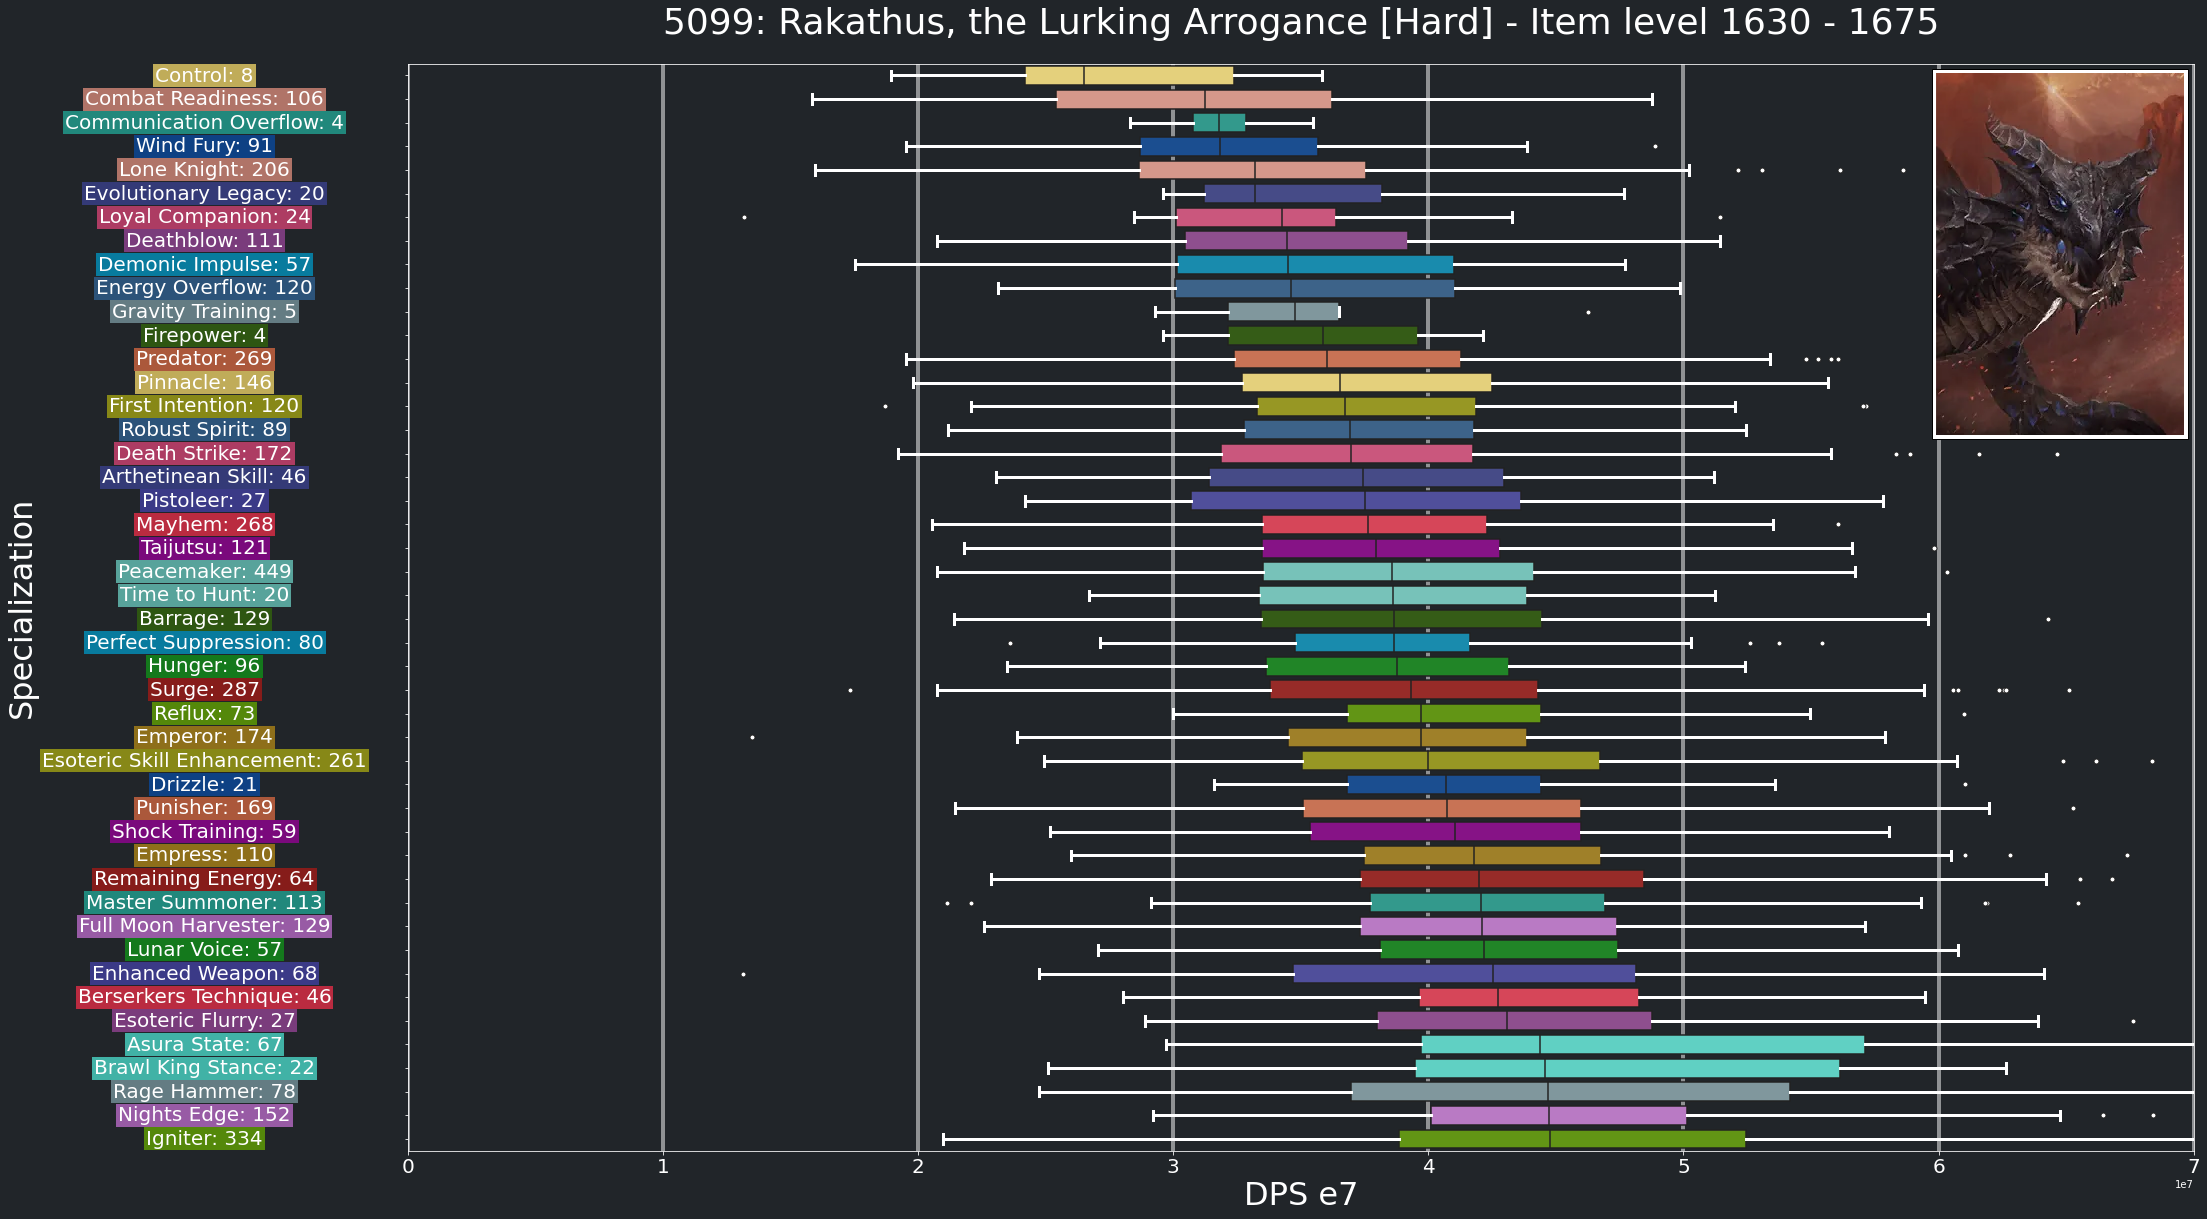 5099: Rakathus, the Lurking Arrogance [Hard] - Item level 1630 - 1675
Specialization
Control: 8
Combat Readiness: 106
Communication Overflow: 4
Wind Fury: 91
Lone Knight: 206
Evolutionary Legacy: 20
Loyal Companion: 24
Deathblow: 111
Demonic Impulse: 57
Energy Overflow: 120
Gravity Training: 5
Firepower: 4
Predator: 269
Pinnacle: 146
First Intention: 120
Robust Spirit: 89
Death Strike: 172
Arthetinean Skill: 46
Pistoleer: 27
Mayhem: 268
Taijutsu: 121
Peacemaker: 449
Time to Hunt: 20
Barrage: 129
Perfect Suppression: 80
Hunger: 96
Surge: 287
Reflux: 73
Emperor: 174
Esoteric Skill Enhancement: 261
Drizzle: 21
Punisher: 169
Shock Training: 59
Empress: 110
Remaining Energy: 64
Master Summoner: 113
Full Moon Harvester: 129
Lunar Voice: 57
Enhanced Weapon: 68
Berserkers Technique: 46
Esoteric Flurry: 27
Asura State: 67
Brawl King Stance: 22
Rage Hammer: 78
Nights Edge: 152
Igniter: 334
0 1 2 3 4 5 6 7
1e7
DPS e7